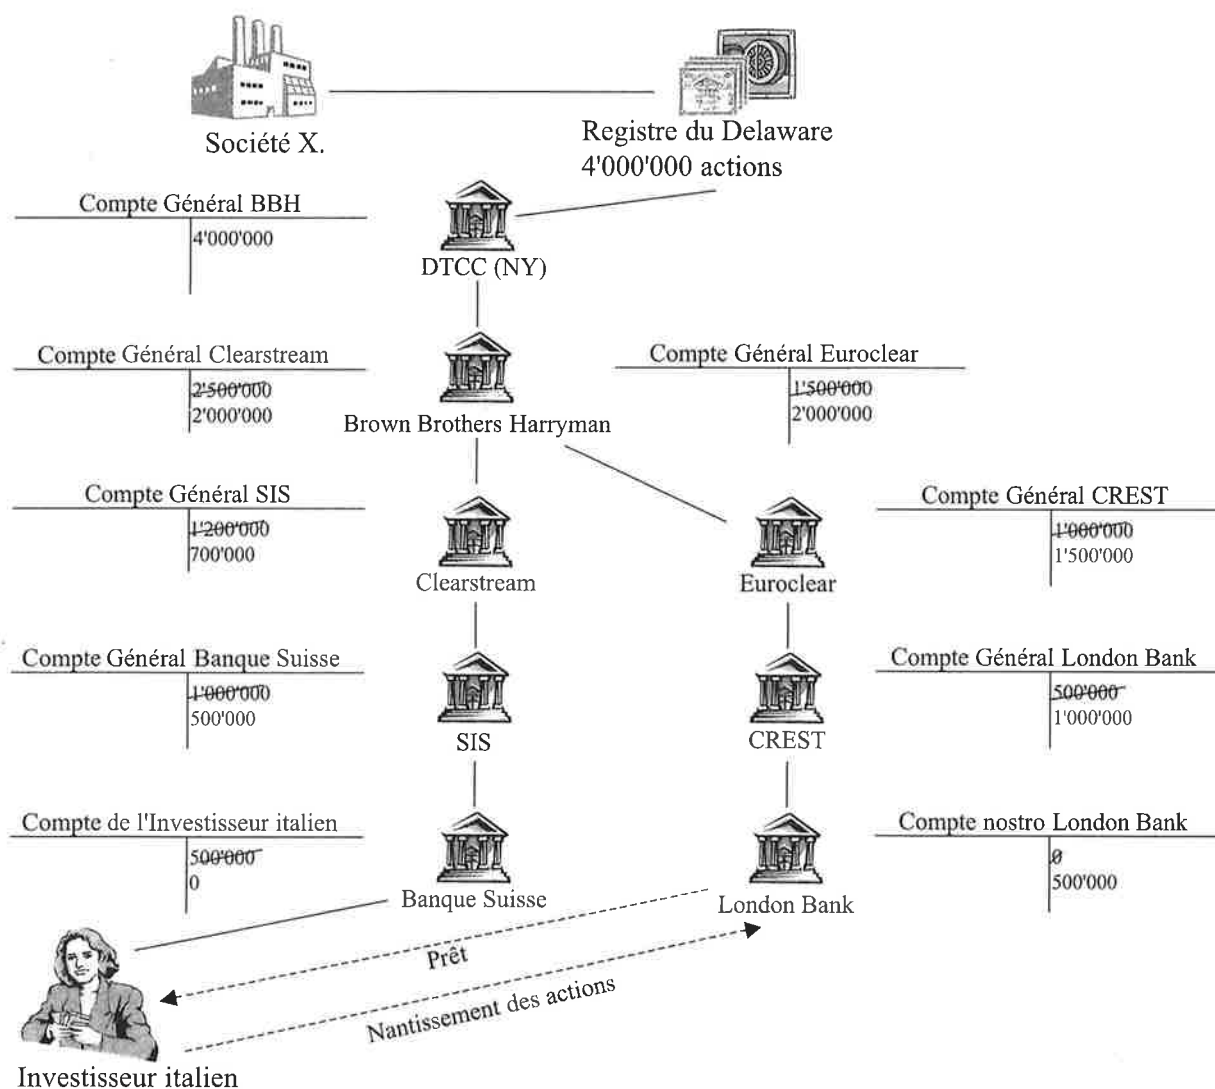 Société X.
Registre du Delaware
4'000'000 actions
Compte Général BBH
4'000'000
DTCC (NY)
Compte Général Clearstream
2'500'000
2'000'000
Compte Général Euroclear
1'500'000
2'000'000
Brown Brothers Harryman
Compte Général SIS
1'200'000
700'000
Compte Général CREST
1'000'000
1'500'000
Clearstream
Euroclear
Compte Général Banque Suisse
1'000'000
500'000
Compte Général London Bank
500'000
1'000'000
SIS
CREST
Compte de l'Investisseur italien
500'000
0
Compte nostro London Bank
0
500'000
Banque Suisse
London Bank
Prêt
Nantissement des actions
Investisseur italien